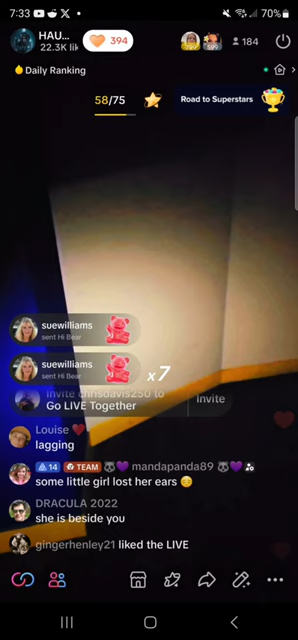 7:33
70%
HAU...
22.3K lik
394
184
Daily Ranking
58/75
Road to Superstars
suewilliams
sent Hi Bear
suewilliams
sent Hi Bear
x7
Invite chrisdavis250 to
Go LIVE Together
Invite
Louise
lagging
14 TEAM mandapanda89
some little girl lost her ears
DRACULA 2022
she is beside you
gingerhenley21 liked the LIVE